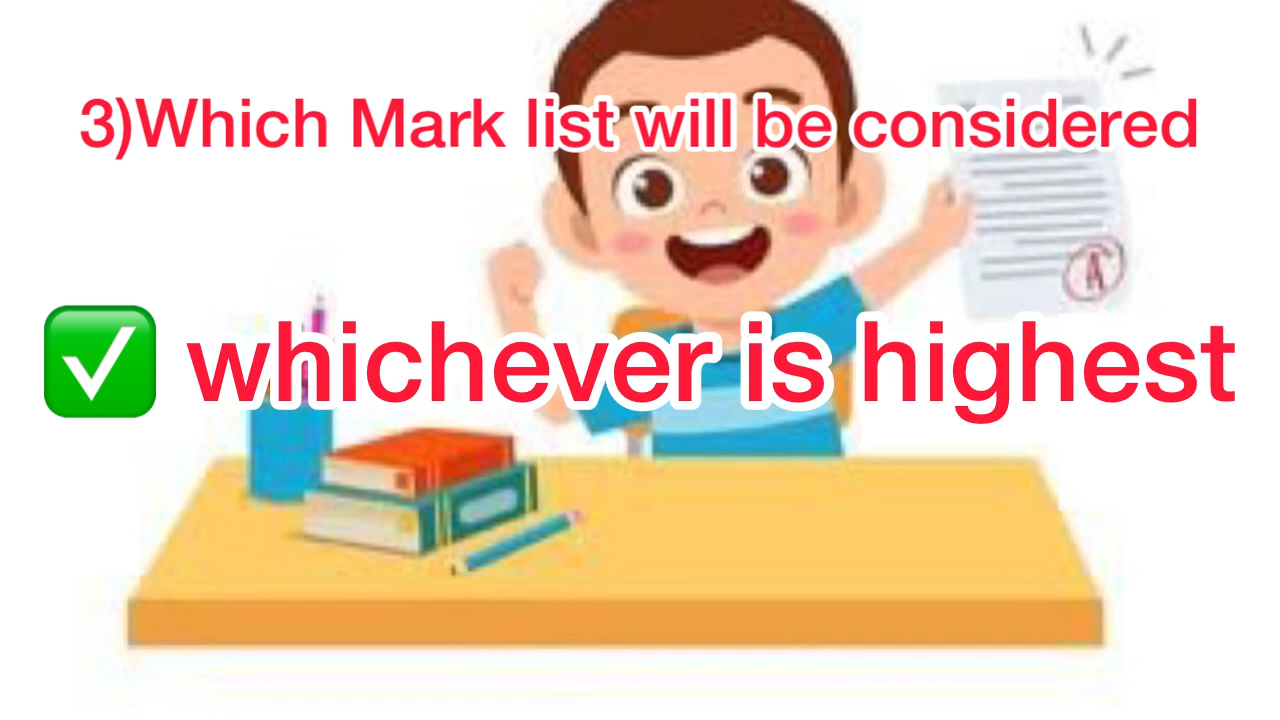 3)Which Mark list will be considered
✅ whichever is highest
A